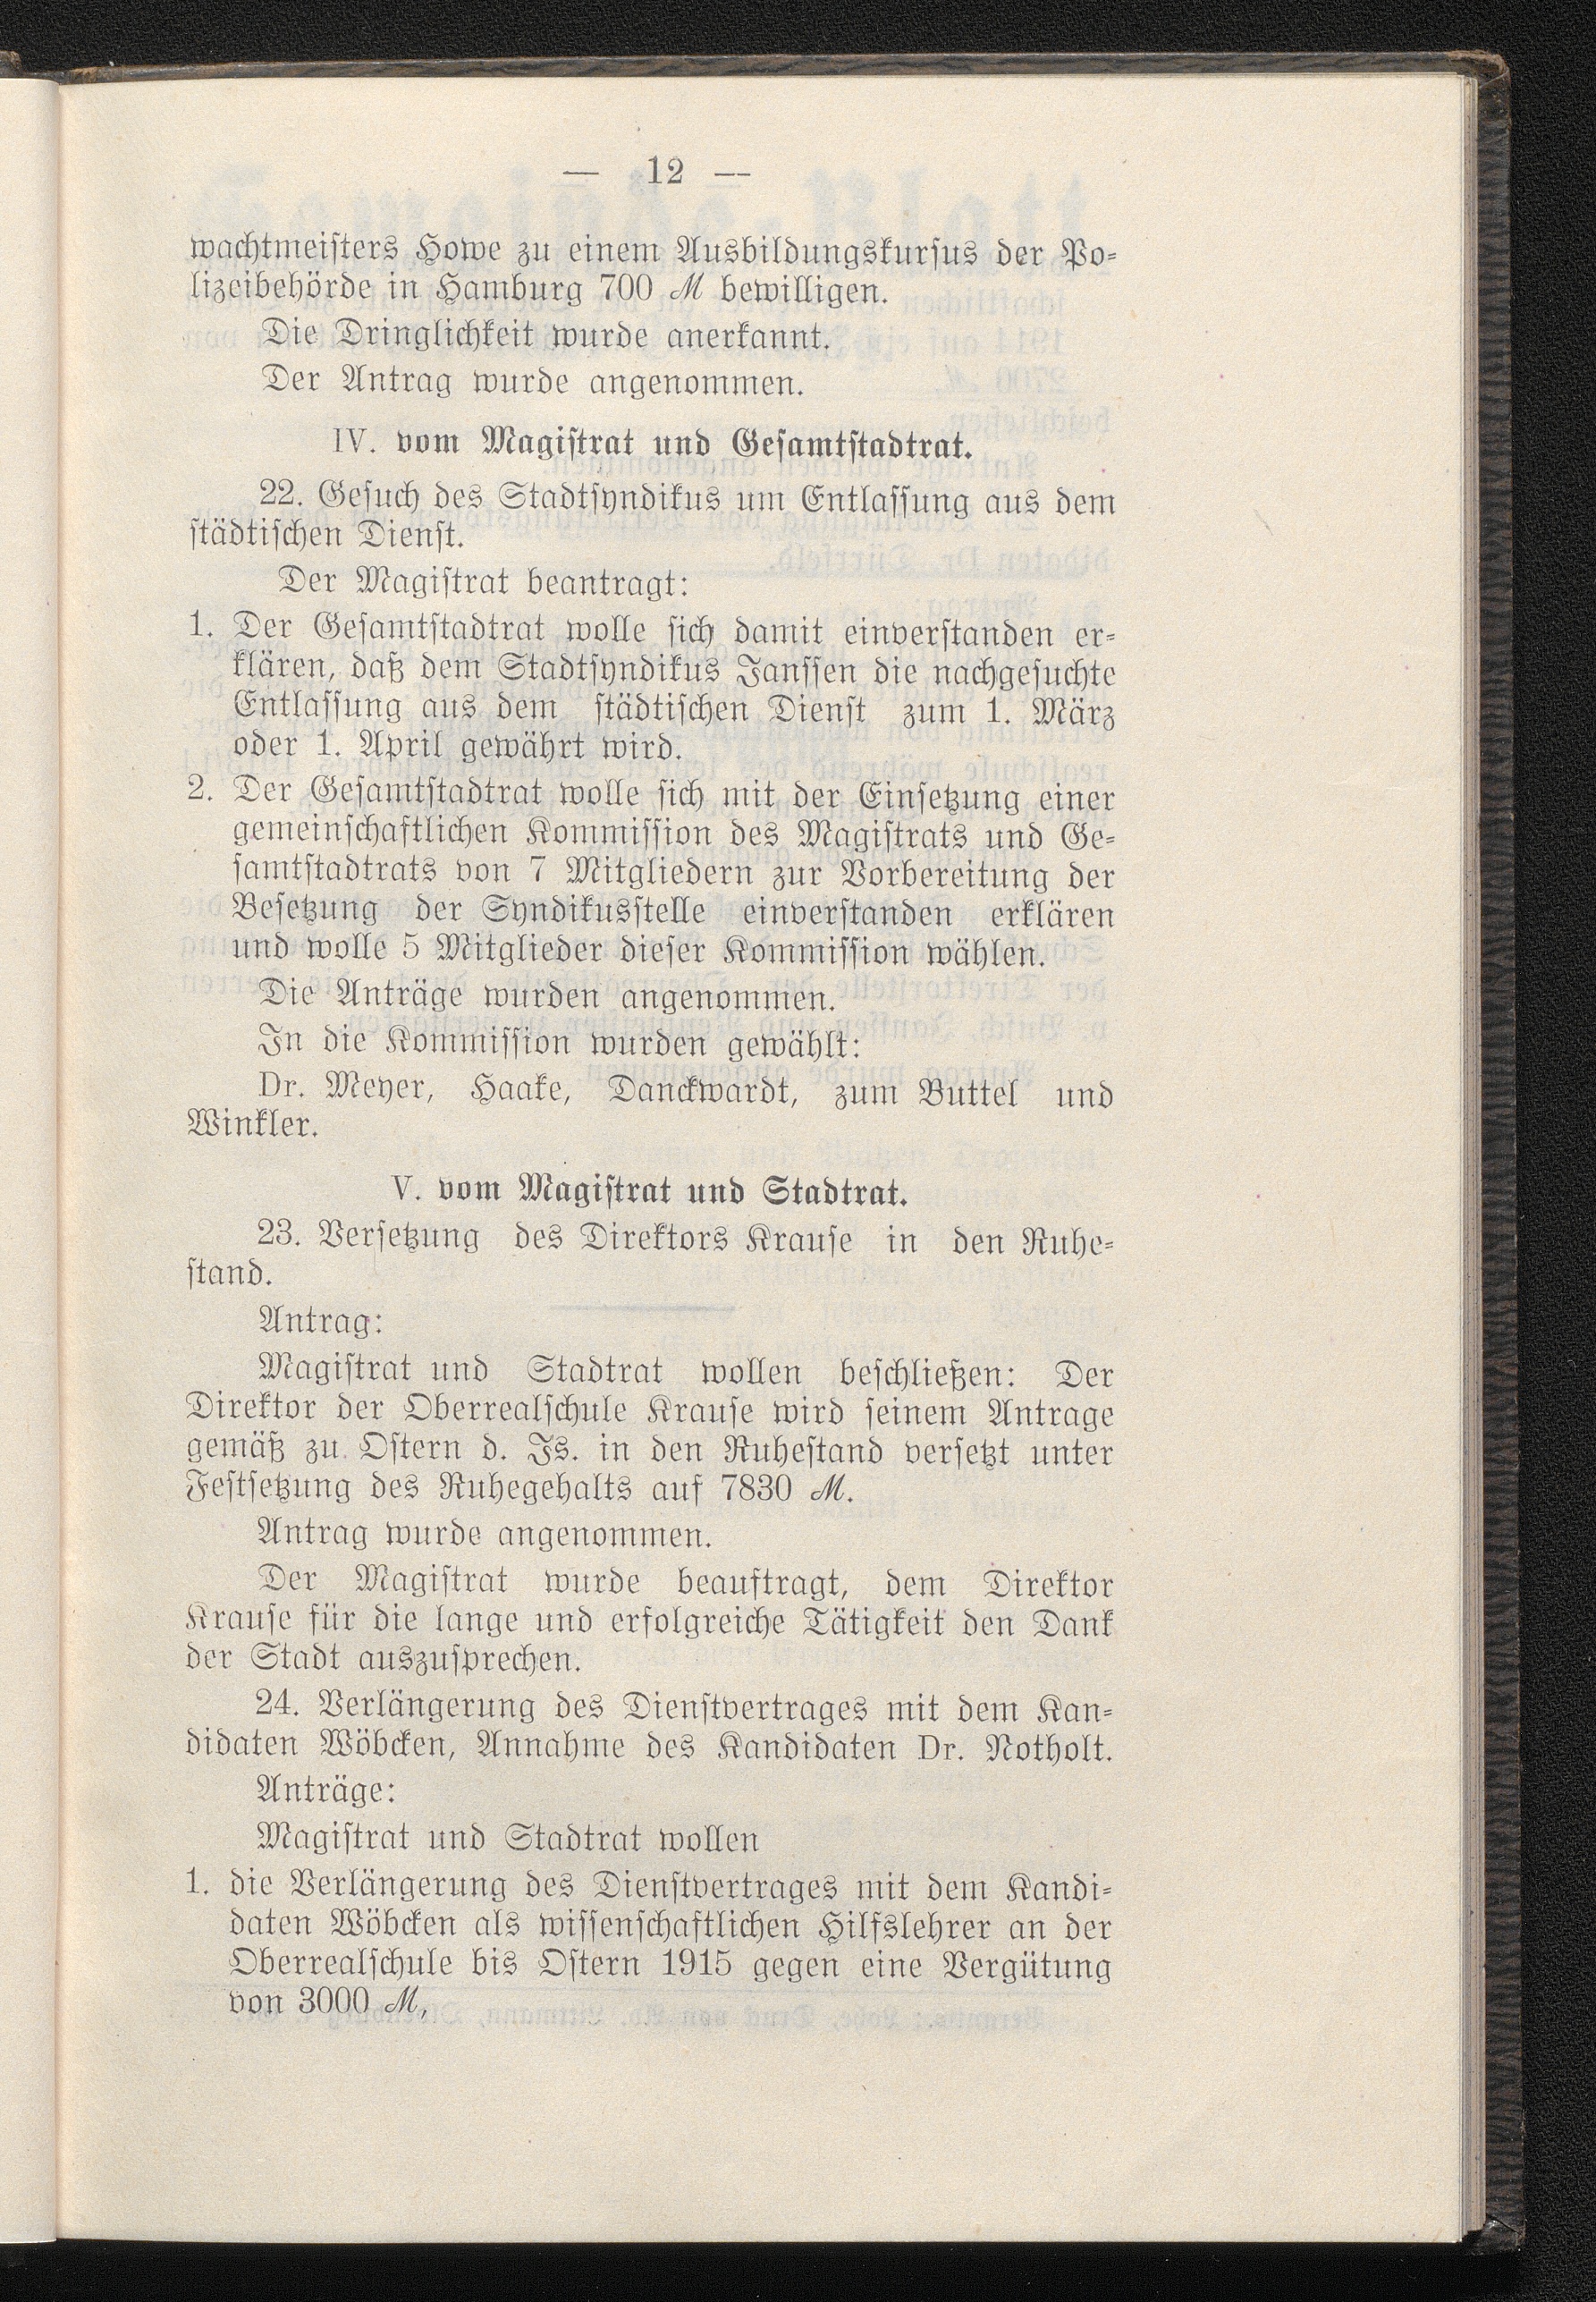 — 12 —
wachtmeisters Howe zu einem Ausbildungskursus der Po-
lizeibehörde in Hamburg 700 ℳ bewilligen.
Die Dringlichkeit wurde anerkannt.
Der Antrag wurde angenommen.
IV. vom Magistrat und Gesamtstadtrat.
22. Gesuch des Stadtsyndikus um Entlassung aus dem
städtischen Dienst.
Der Magistrat beantragt:
1. Der Gesamtstadtrat wolle sich damit einverstanden er-
klären, daß dem Stadtsyndikus Janssen die nachgesuchte
Entlassung aus dem städtischen Dienst zum 1. März
oder 1. April gewährt wird.
2. Der Gesamtstadtrat wolle sich mit der Einsetzung einer
gemeinschaftlichen Kommission des Magistrats und Ge-
samtstadtrats von 7 Mitgliedern zur Vorbereitung der
Besetzung der Syndikusstelle einverstanden erklären
und wolle 5 Mitglieder dieser Kommission wählen.
Die Anträge wurden angenommen.
In die Kommission wurden gewählt:
Dr. Meyer, Haake, Danckwardt, zum Buttel und
Winkler.
V. vom Magistrat und Stadtrat.
23. Versetzung des Direktors Krause in den Ruhe-
stand.
Antrag:
Magistrat und Stadtrat wollen beschließen: Der
Direktor der Oberrealschule Krause wird seinem Antrage
gemäß zu Ostern d. Js. in den Ruhestand versetzt unter
Festsetzung des Ruhegehalts auf 7830 ℳ.
Antrag wurde angenommen.
Der Magistrat wurde beauftragt, dem Direktor
Krause für die lange und erfolgreiche Tätigkeit den Dank
der Stadt auszusprechen.
24. Verlängerung des Dienstvertrages mit dem Kan-
didaten Wöbcken, Annahme des Kandidaten Dr. Notholt.
Anträge:
Magistrat und Stadtrat wollen
1. die Verlängerung des Dienstvertrages mit dem Kandi-
daten Wöbcken als wissenschaftlichen Hilfslehrer an der
Oberrealschule bis Ostern 1915 gegen eine Vergütung
von 3000 ℳ,